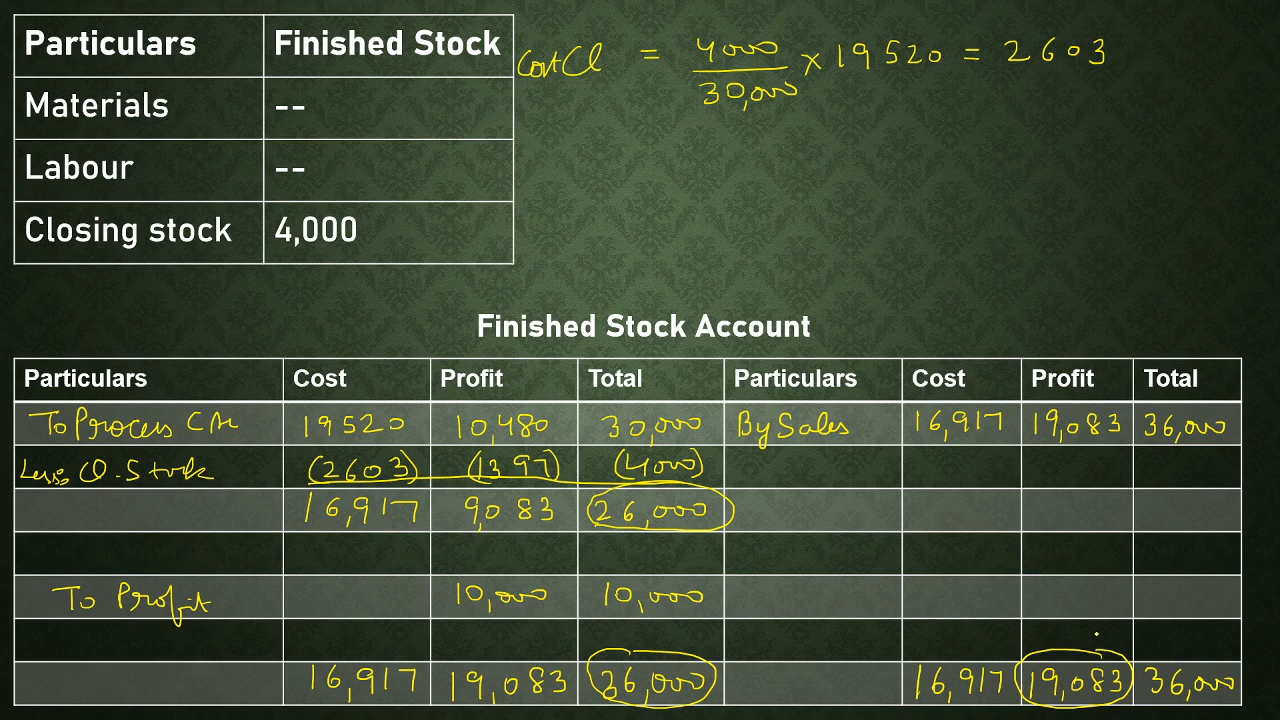 Particulars Finished Stock
Cost Cl = 4000 / 30,000 × 19520 = 2603
Materials --
Labour --
Closing stock 4,000
Finished Stock Account
Particulars Cost Profit Total Particulars Cost Profit Total
To Process C A/c 19520 10,480 30,000 By Sales 16,917 19,083 36,000
Less Cl. Stock (2603) (1397) (4000)
16,917 9,083 26,000
To Profit 10,000 10,000
16,917 19,083 36,000 16,917 19,083 36,000